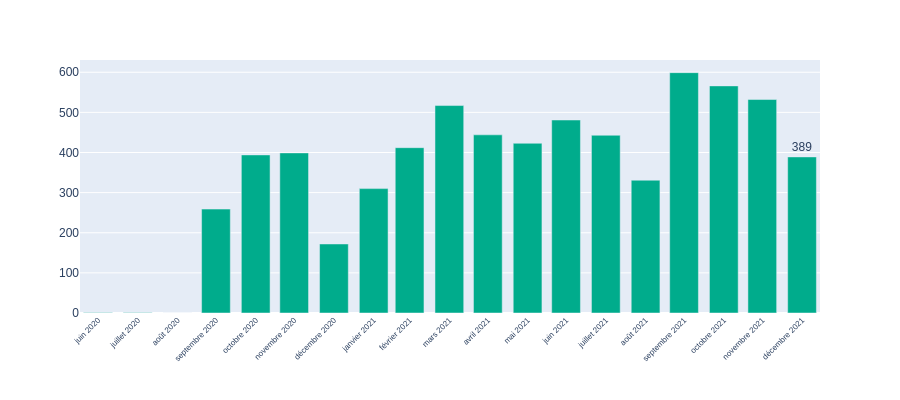 600
500
400
300
200
100
0
389
juin 2020
juillet 2020
août 2020
septembre 2020
octobre 2020
novembre 2020
décembre 2020
janvier 2021
février 2021
mars 2021
avril 2021
mai 2021
juin 2021
juillet 2021
août 2021
septembre 2021
octobre 2021
novembre 2021
décembre 2021